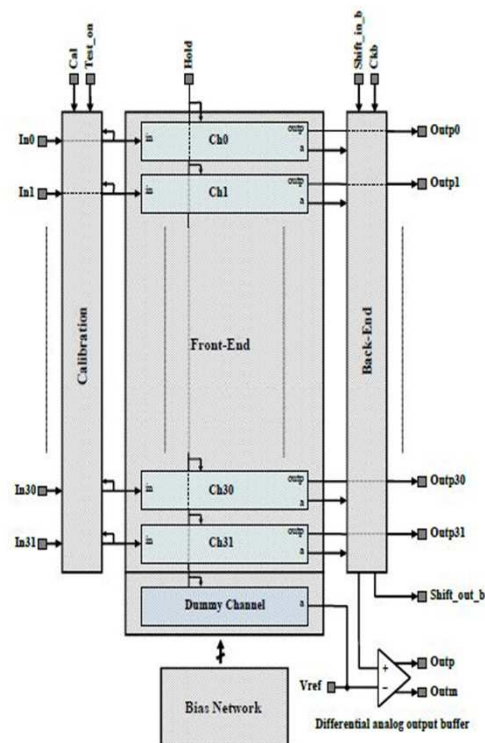 Cal
Test_on
Hold
Shift_in_b
Ckb
In0
in
Ch0
outp
a
Outp0
In1
in
Ch1
outp
a
Outp1
Calibration
Front-End
Back-End
In30
in
Ch30
outp
a
Outp30
In31
in
Ch31
outp
a
Outp31
Dummy Channel
a
Shift_out_b
Bias Network
Vref
+
−
Outp
Outm
Differential analog output buffer